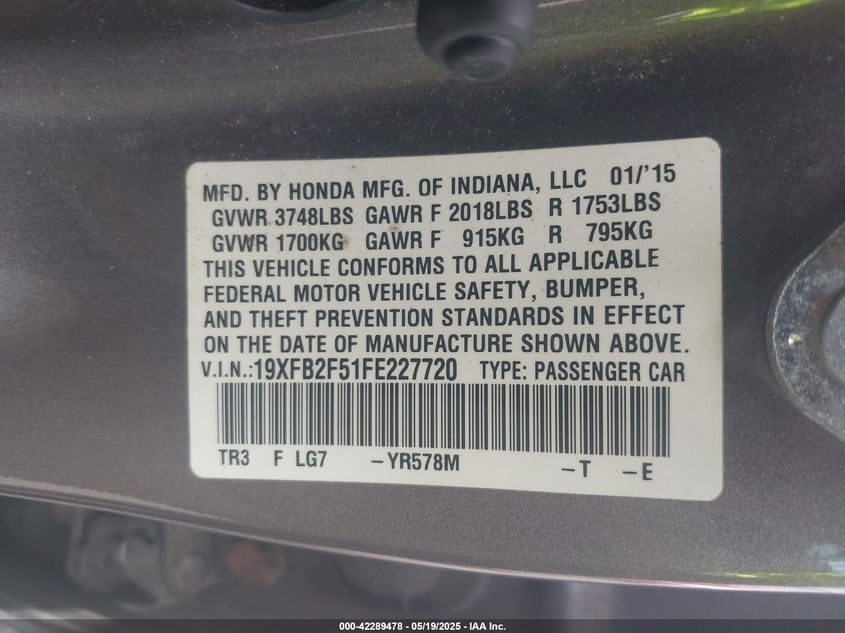 MFD. BY HONDA MFG. OF INDIANA, LLC 01/'15
GVWR 3748LBS GAWR F 2018LBS R 1753LBS
GVWR 1700KG GAWR F 915KG R 795KG
THIS VEHICLE CONFORMS TO ALL APPLICABLE
FEDERAL MOTOR VEHICLE SAFETY, BUMPER,
AND THEFT PREVENTION STANDARDS IN EFFECT
ON THE DATE OF MANUFACTURE SHOWN ABOVE.
V.I.N.:19XFB2F51FE227720 TYPE: PASSENGER CAR
TR3 F LG7 -YR578M -T -E
000-42289478 - 05/19/2025 - IAA Inc.